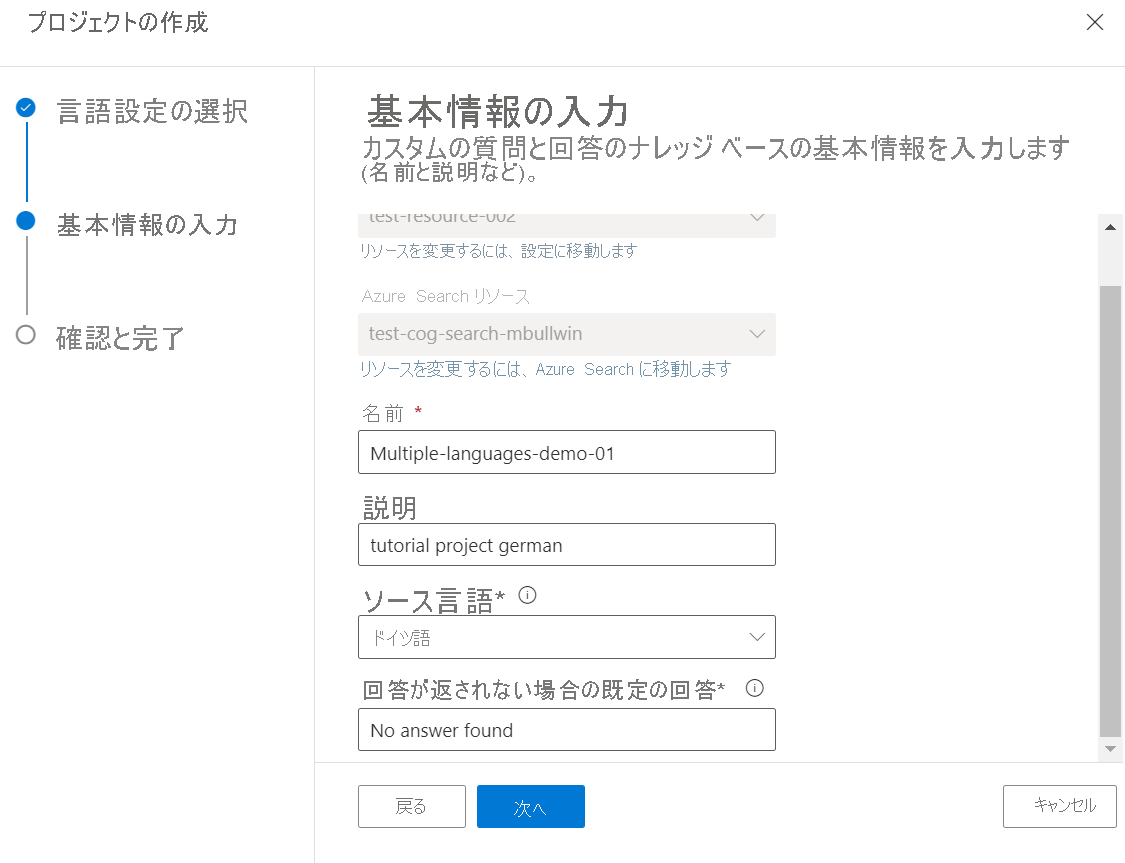 プロジェクトの作成
言語設定の選択
基本情報の入力
確認と完了
基本情報の入力
カスタムの質問と回答のナレッジ ベースの基本情報を入力します
(名前と説明など)。
test-resource-002
リソースを変更するには、設定に移動します
Azure Search リソース
test-cog-search-mbullwin
リソースを変更するには、Azure Search に移動します
名前 *
Multiple-languages-demo-01
説明
tutorial project german
ソース言語*
ドイツ語
回答が返されない場合の既定の回答*
No answer found
戻る
次へ
キャンセル